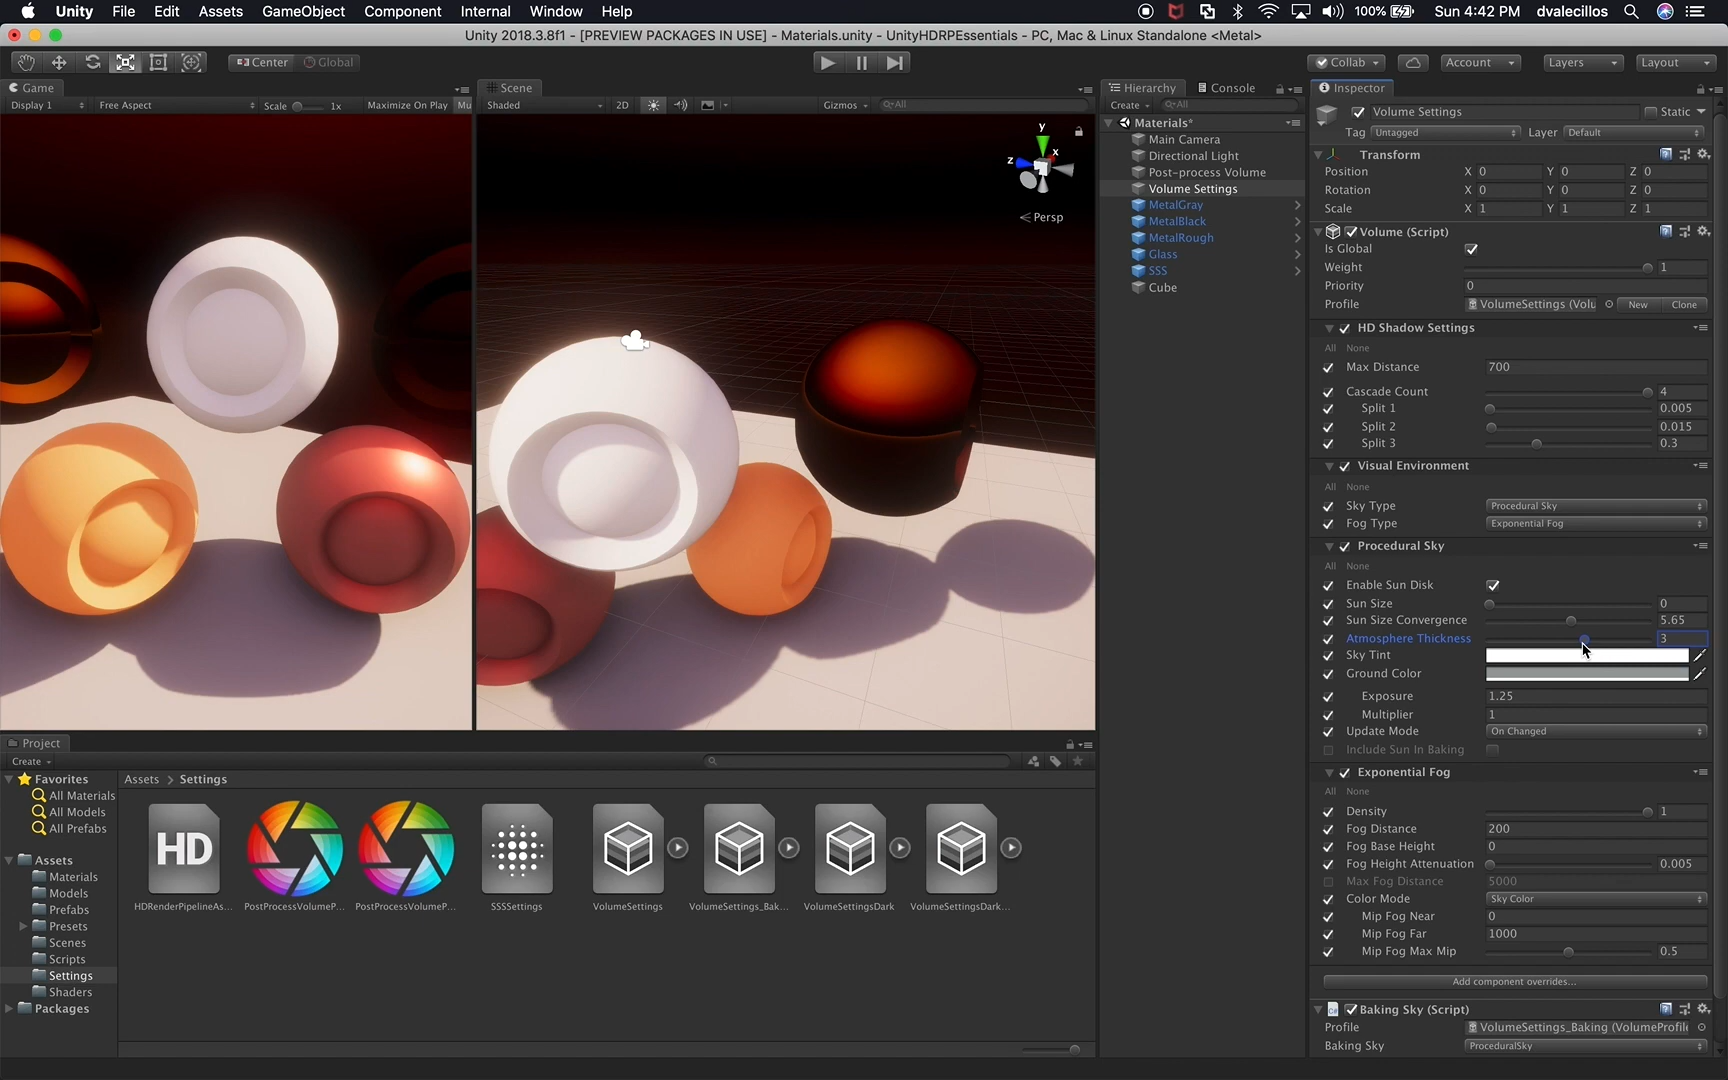 Unity File Edit Assets GameObject Component Internal Window Help 100% Sun 4:42 PM dvalecillos
Unity 2018.3.8f1 - [PREVIEW PACKAGES IN USE] - Materials.unity - UnityHDRPEssentials - PC, Mac & Linux Standalone <Metal>
Center Global Collab Account Layers Layout
Game Scene Hierarchy Console Inspector
Display 1 Free Aspect Scale 1x Maximize On Play Mu Shaded 2D Gizmos All Create All
Volume Settings Static
Tag Untagged Layer Default
Materials*
Main Camera
Directional Light
Post-process Volume
Volume Settings
MetalGray
MetalBlack
MetalRough
Glass
SSS
Cube
y
x
z
Persp
Transform
Position X 0 Y 0 Z 0
Rotation X 0 Y 0 Z 0
Scale X 1 Y 1 Z 1
Volume (Script)
Is Global
Weight 1
Priority 0
Profile VolumeSettings (Volu New Clone
HD Shadow Settings
All None
Max Distance 700
Cascade Count 4
Split 1 0.005
Split 2 0.015
Split 3 0.3
Visual Environment
All None
Sky Type Procedural Sky
Fog Type Exponential Fog
Procedural Sky
All None
Enable Sun Disk
Sun Size 0
Sun Size Convergence 5.65
Atmosphere Thickness 3
Sky Tint
Ground Color
Exposure 1.25
Multiplier 1
Update Mode On Changed
Include Sun In Baking
Exponential Fog
All None
Density 1
Fog Distance 200
Fog Base Height 0
Fog Height Attenuation 0.005
Max Fog Distance 5000
Color Mode Sky Color
Mip Fog Near 0
Mip Fog Far 1000
Mip Fog Max Mip 0.5
Add component overrides...
Baking Sky (Script)
Profile VolumeSettings_Baking (VolumeProfile
Baking Sky ProceduralSky
Project
Create
Favorites
All Materials
All Models
All Prefabs
Assets
Materials
Models
Prefabs
Presets
Scenes
Scripts
Settings
Shaders
Packages
Assets > Settings
HD
HDRenderPipelineAs... PostProcessVolumeP... PostProcessVolumeP... SSSSettings VolumeSettings VolumeSettings_Bak... VolumeSettingsDark VolumeSettingsDark...